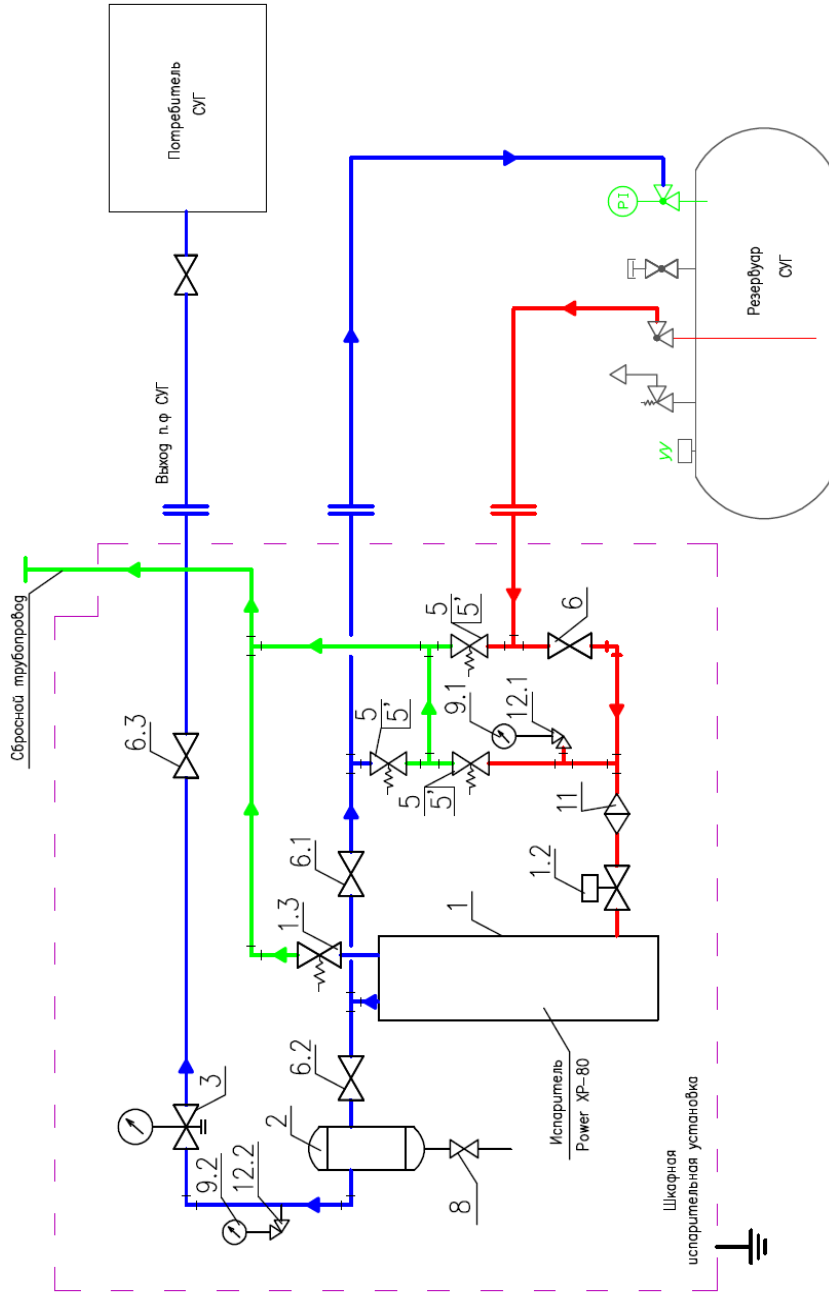 Потребитель
СУГ
Выход п.ф СУГ
Сбросной трубопровод
6.3
PI
Резервуар
СУГ
УУ
5
5'
6
5
5'
9.1
12.1
5
5'
11
6.1
1.2
1.3
1
6.2
3
2
8
9.2
12.2
Испаритель
Power XP-80
Шкафная
испарительная установка